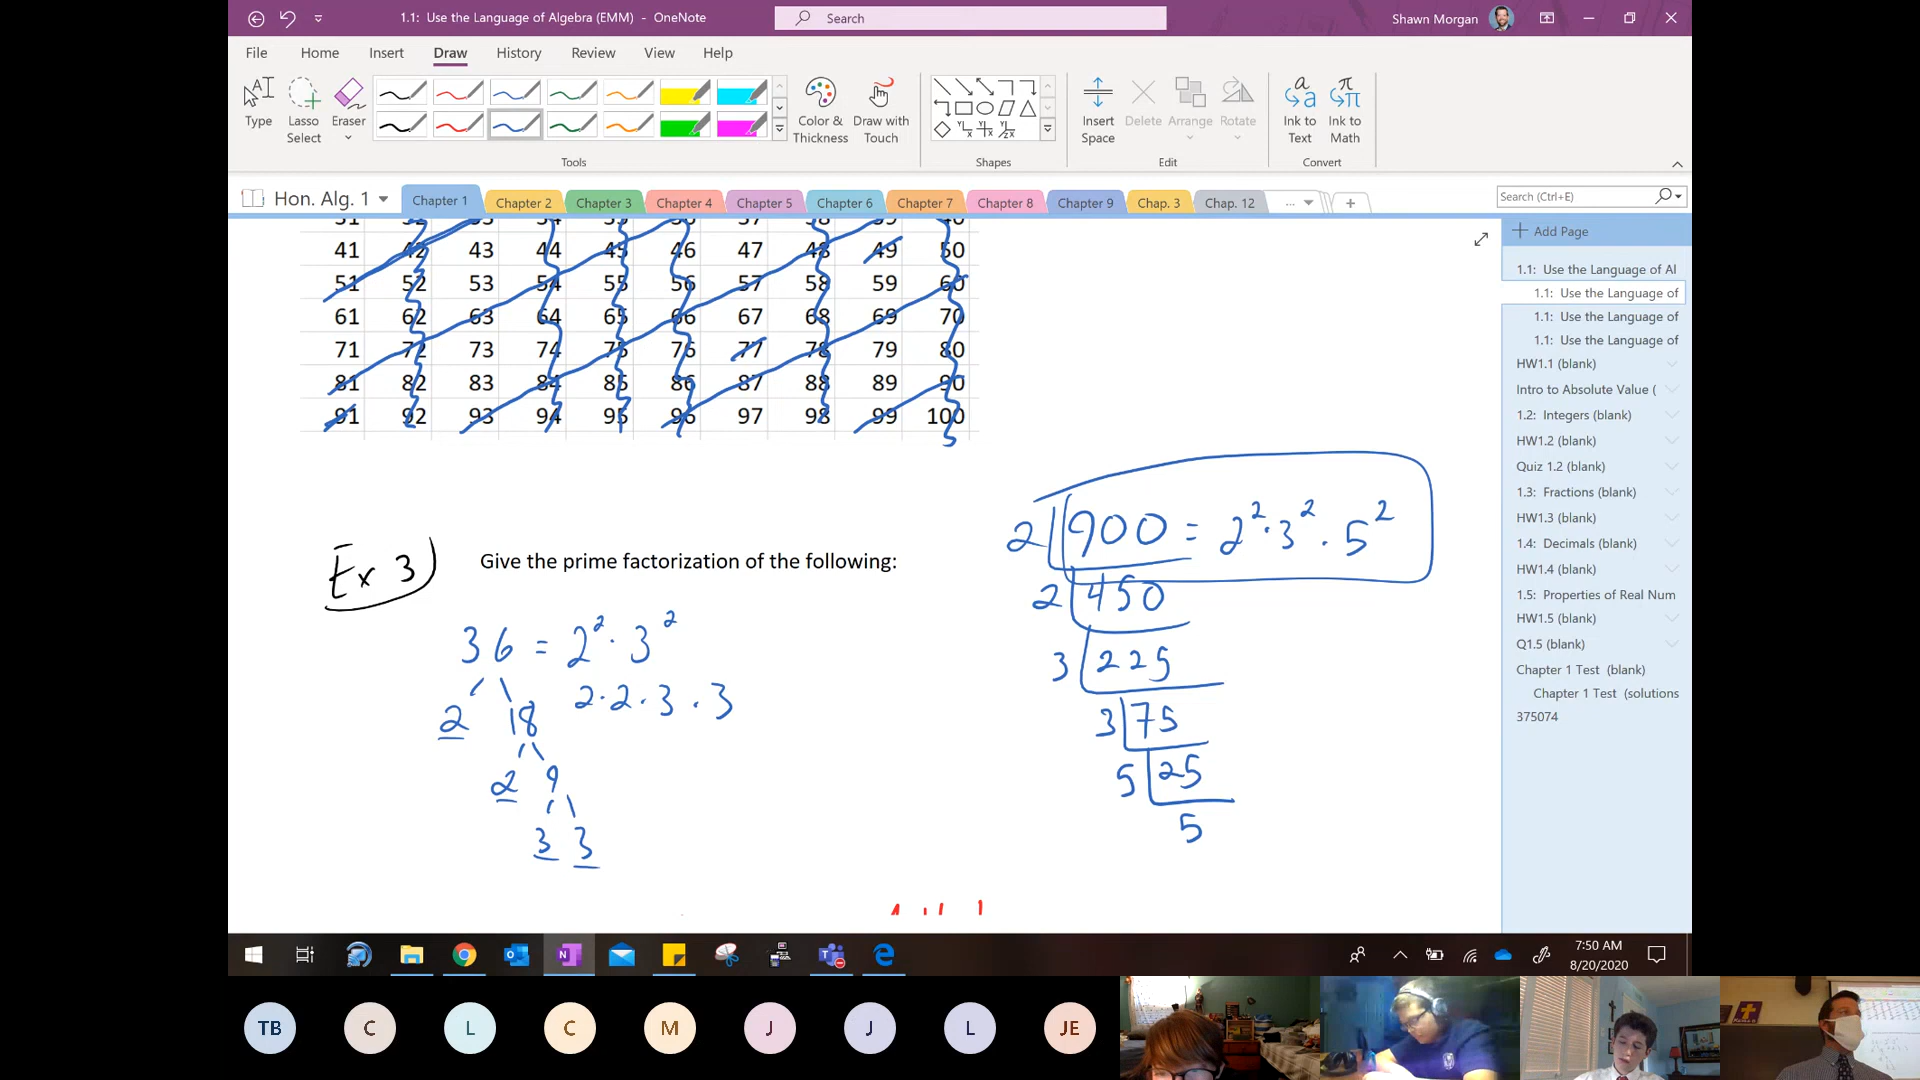 1.1: Use the Language of Algebra (EMM) - OneNote
Search
Shawn Morgan
File Home Insert Draw History Review View Help
Type
Lasso Select
Eraser
Color & Thickness
Draw with Touch
Insert Space
Delete
Arrange
Rotate
Ink to Text
Ink to Math
Tools
Shapes
Edit
Convert
Hon. Alg. 1
Chapter 1 Chapter 2 Chapter 3 Chapter 4 Chapter 5 Chapter 6 Chapter 7 Chapter 8 Chapter 9 Chap. 3 Chap. 12 ...
Search (Ctrl+E)
Add Page
1.1: Use the Language of Al
1.1: Use the Language of
1.1: Use the Language of
1.1: Use the Language of
HW1.1 (blank)
Intro to Absolute Value (
1.2: Integers (blank)
HW1.2 (blank)
Quiz 1.2 (blank)
1.3: Fractions (blank)
HW1.3 (blank)
1.4: Decimals (blank)
HW1.4 (blank)
1.5: Properties of Real Num
HW1.5 (blank)
Q1.5 (blank)
Chapter 1 Test (blank)
Chapter 1 Test (solutions
375074
41 42 43 44 45 46 47 48 49 50
51 52 53 54 55 56 57 58 59 60
61 62 63 64 65 66 67 68 69 70
71 72 73 74 75 76 77 78 79 80
81 82 83 84 85 86 87 88 89 90
91 92 93 94 95 96 97 98 99 100
Ex 3) Give the prime factorization of the following:
36 = 2² · 3²
2 · 2 · 3 · 3
2 18
2 9
3 3
2 900 = 2² · 3² · 5²
2 450
3 225
3 75
5 25
5
7:50 AM
8/20/2020
TB C L C M J J L JE